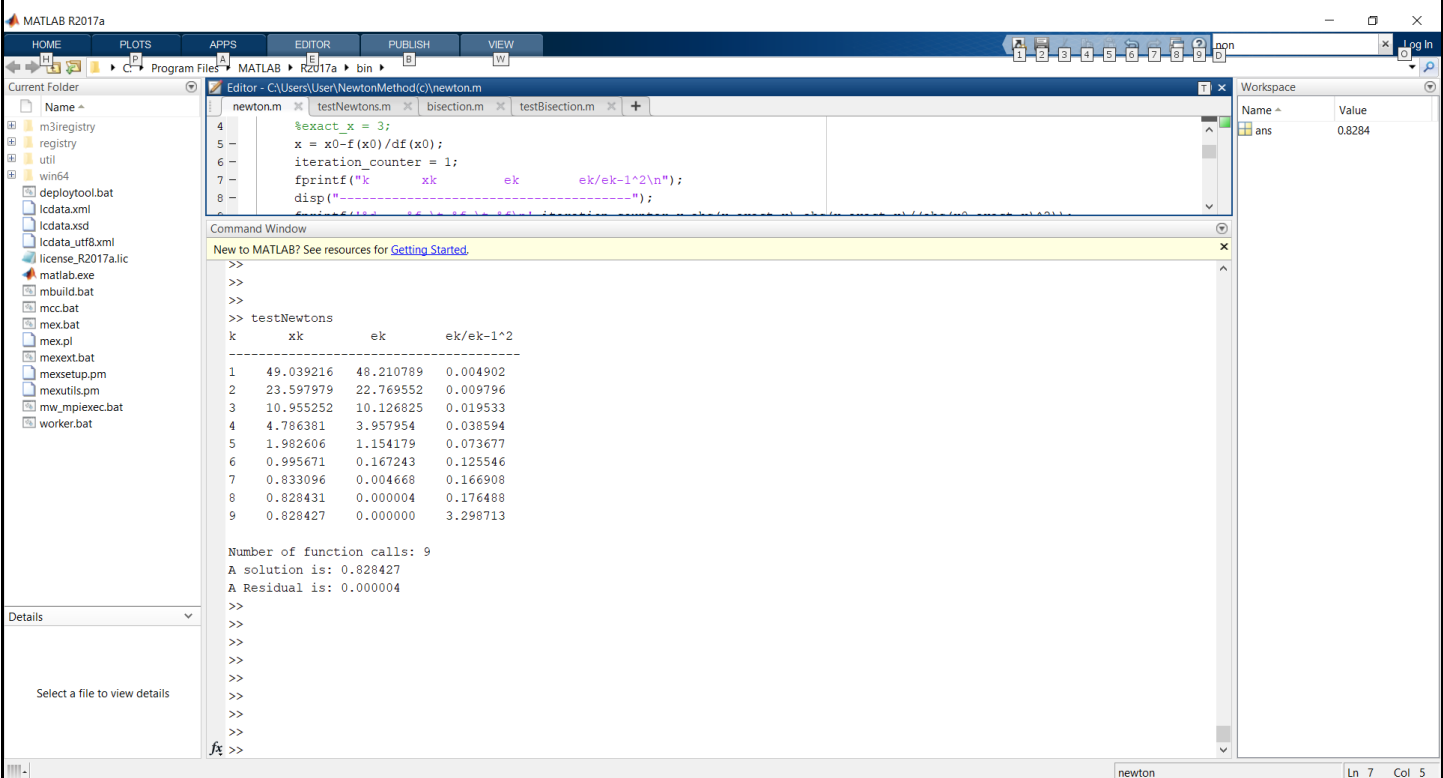 MATLAB R2017a
HOME PLOTS APPS EDITOR PUBLISH VIEW
H P A E B W
1 2 3 4 5 6 7 8 9 D
non
Log In
O
C: Program Files MATLAB R2017a bin
Current Folder
Name
m3iregistry
registry
util
win64
deploytool.bat
lcdata.xml
lcdata.xsd
lcdata_utf8.xml
license_R2017a.lic
matlab.exe
mbuild.bat
mcc.bat
mex.bat
mex.pl
mexext.bat
mexsetup.pm
mexutils.pm
mw_mpiexec.bat
worker.bat
Details
Select a file to view details
Editor - C:\Users\User\NewtonMethod(c)\newton.m
T
newton.m testNewtons.m bisection.m testBisection.m +
4 %exact_x = 3;
5 - x = x0-f(x0)/df(x0);
6 - iteration_counter = 1;
7 - fprintf("k xk ek ek/ek-1^2\n");
8 - disp("---------------------------------------");
Command Window
New to MATLAB? See resources for Getting Started.
>>
>>
>>
>> testNewtons
k xk ek ek/ek-1^2
---------------------------------------
1 49.039216 48.210789 0.004902
2 23.597979 22.769552 0.009796
3 10.955252 10.126825 0.019533
4 4.786381 3.957954 0.038594
5 1.982606 1.154179 0.073677
6 0.995671 0.167243 0.125546
7 0.833096 0.004668 0.166908
8 0.828431 0.000004 0.176488
9 0.828427 0.000000 3.298713
Number of function calls: 9
A solution is: 0.828427
A Residual is: 0.000004
>>
>>
>>
>>
>>
>>
>>
>>
fx >>
Workspace
Name Value
ans 0.8284
newton
Ln 7 Col 5